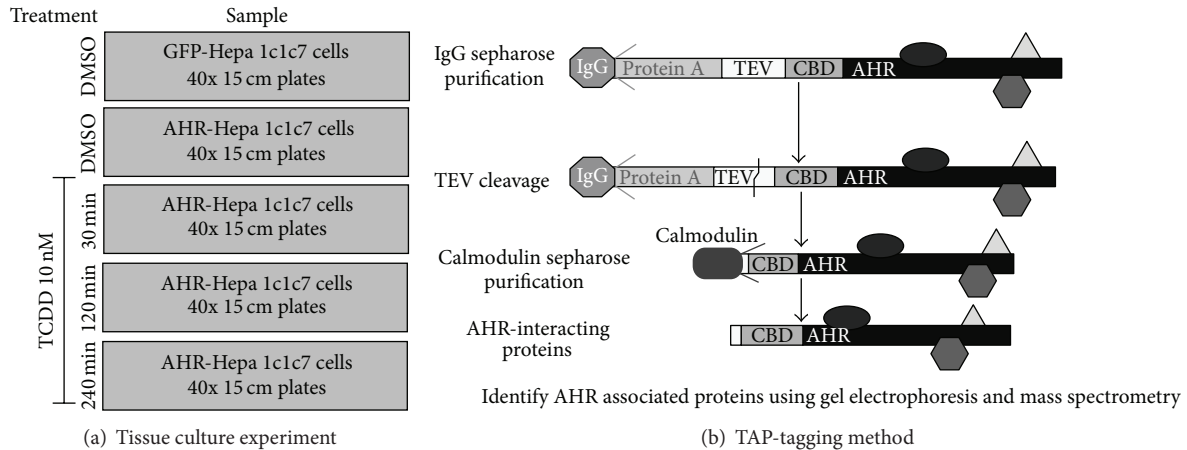 Treatment Sample
DMSO
GFP-Hepa 1c1c7 cells
40x 15 cm plates
DMSO
AHR-Hepa 1c1c7 cells
40x 15 cm plates
TCDD 10 nM
30 min
AHR-Hepa 1c1c7 cells
40x 15 cm plates
120 min
AHR-Hepa 1c1c7 cells
40x 15 cm plates
240 min
AHR-Hepa 1c1c7 cells
40x 15 cm plates
(a) Tissue culture experiment
IgG sepharose
purification
IgG Protein A TEV CBD AHR
TEV cleavage
IgG Protein A TEV CBD AHR
Calmodulin
Calmodulin sepharose
purification
CBD AHR
AHR-interacting
proteins
CBD AHR
Identify AHR associated proteins using gel electrophoresis and mass spectrometry
(b) TAP-tagging method